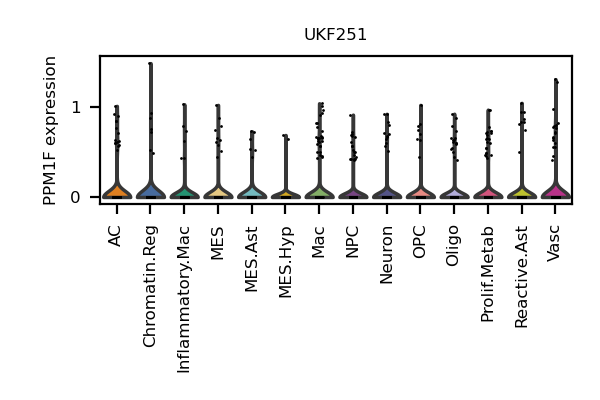 UKF251
PPM1F expression
1
0
AC
Chromatin.Reg
Inflammatory.Mac
MES
MES.Ast
MES.Hyp
Mac
NPC
Neuron
OPC
Oligo
Prolif.Metab
Reactive.Ast
Vasc